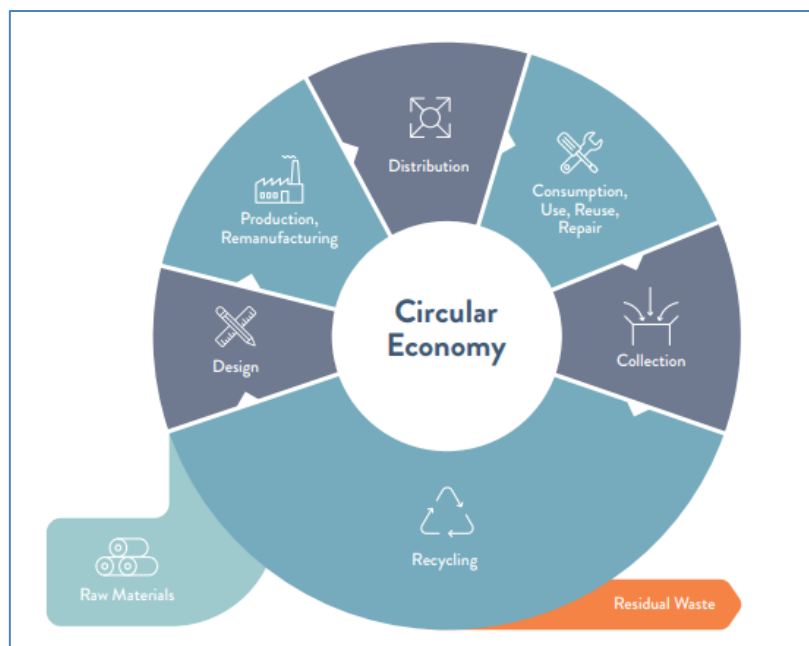 Distribution
Consumption,
Use, Reuse,
Repair
Production,
Remanufacturing
Circular
Economy
Design
Collection
Recycling
Raw Materials
Residual Waste